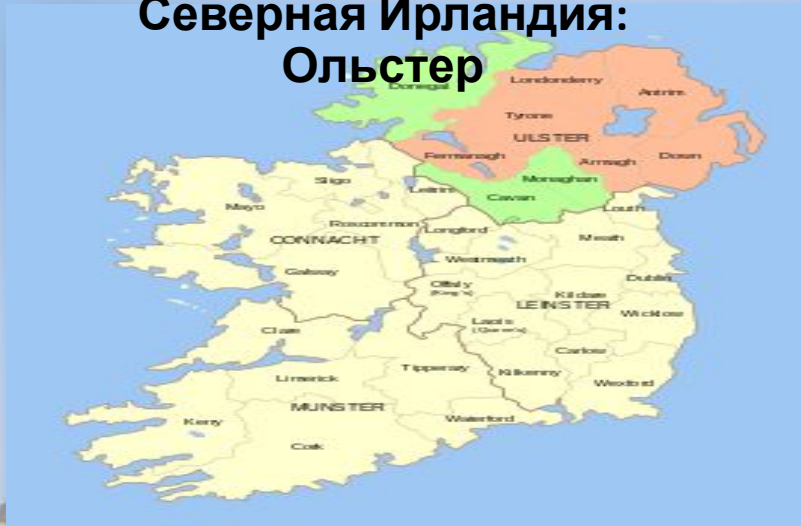 Северная Ирландия:
Ольстер
Donegal
Londonderry
Antrim
Tyrone
ULSTER
Fermanagh
Armagh
Down
Monaghan
Cavan
Sligo
Leitrim
Louth
Mayo
Roscommon
Longford
Meath
CONNACHT
Westmeath
Galway
Dublin
Offaly
(King's)
Kildare
LEINSTER
Wicklow
Laois
(Queen's)
Clare
Carlow
Tipperary
Kilkenny
Limerick
Wexford
MUNSTER
Waterford
Kerry
Cork